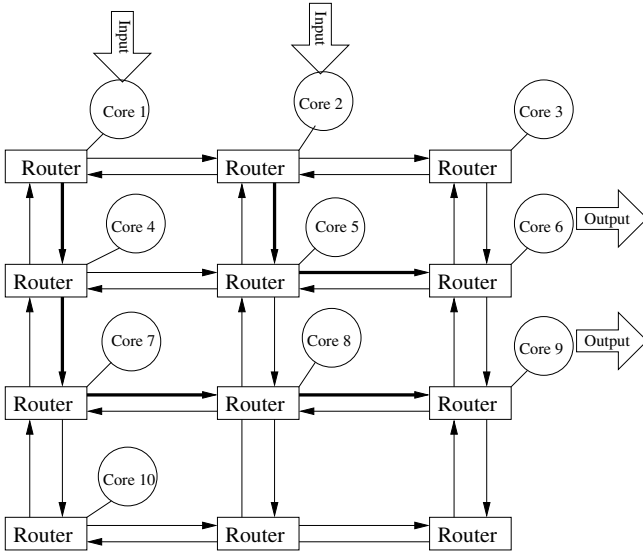 Input
Input
Core 1
Core 2
Core 3
Router
Router
Router
Core 4
Core 5
Core 6
Output
Router
Router
Router
Core 7
Core 8
Core 9
Output
Router
Router
Router
Core 10
Router
Router
Router